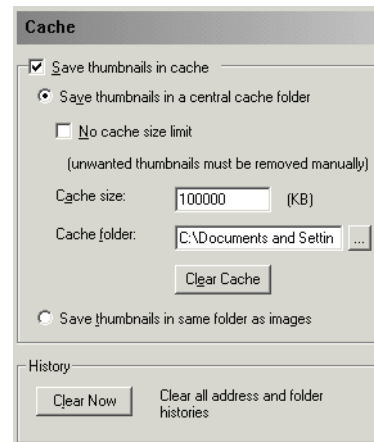 Cache
Save thumbnails in cache
Save thumbnails in a central cache folder
No cache size limit
(unwanted thumbnails must be removed manually)
Cache size: 100000 (KB)
Cache folder: C:\Documents and Settin ...
Clear Cache
Save thumbnails in same folder as images
History
Clear Now Clear all address and folder
histories